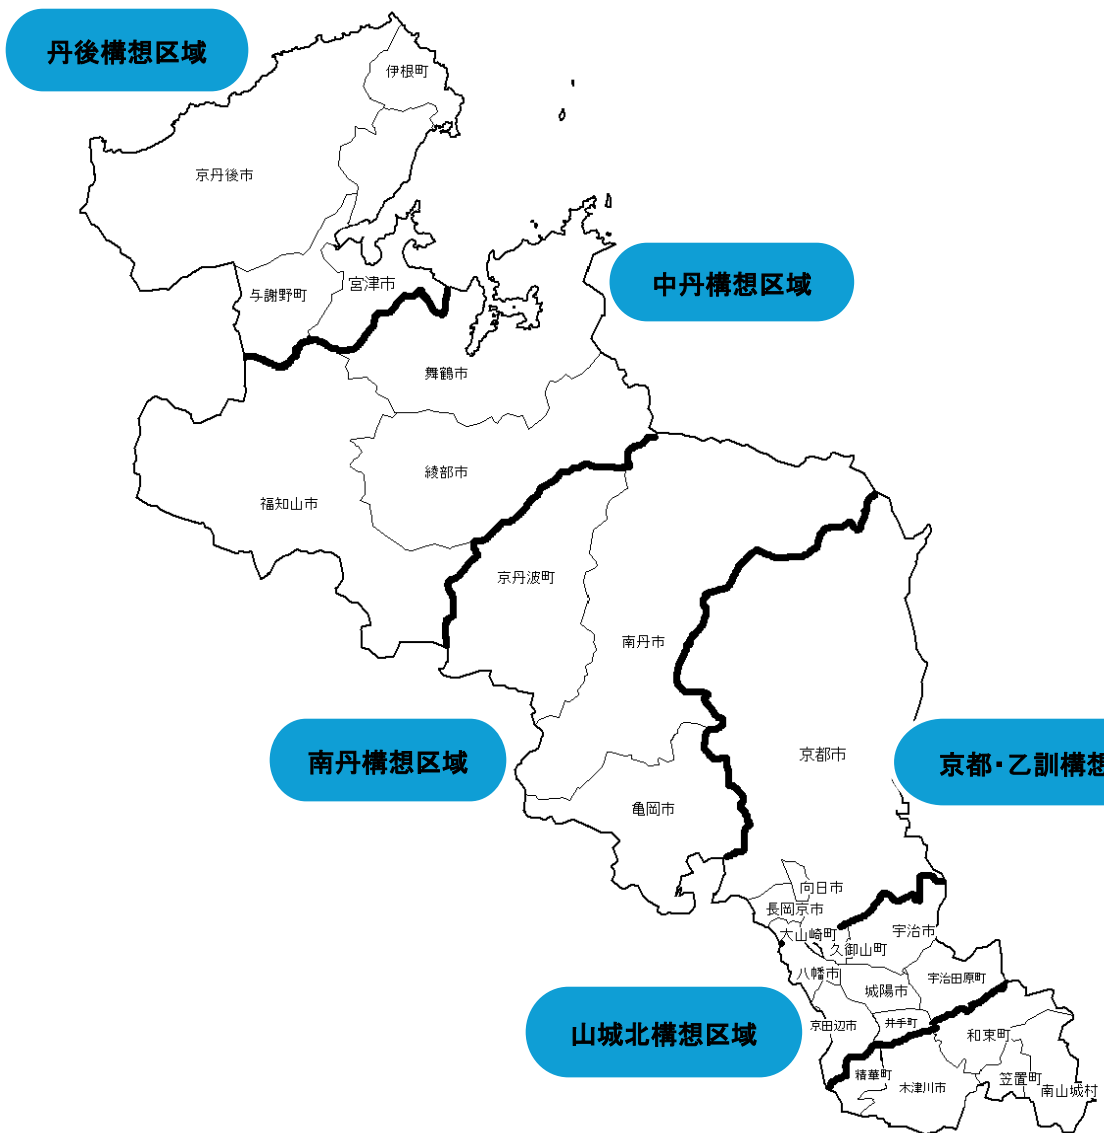 丹後構想区域
伊根町
京丹後市
中丹構想区域
宮津市
与謝野町
舞鶴市
綾部市
福知山市
京丹波町
南丹市
南丹構想区域
京都市
京都・乙訓構想
亀岡市
向日市
長岡京市
大山崎町
宇治市
久御山町
八幡市
宇治田原町
城陽市
山城北構想区域
京田辺市
井手町
和束町
精華町
笠置町
木津川市
南山城村